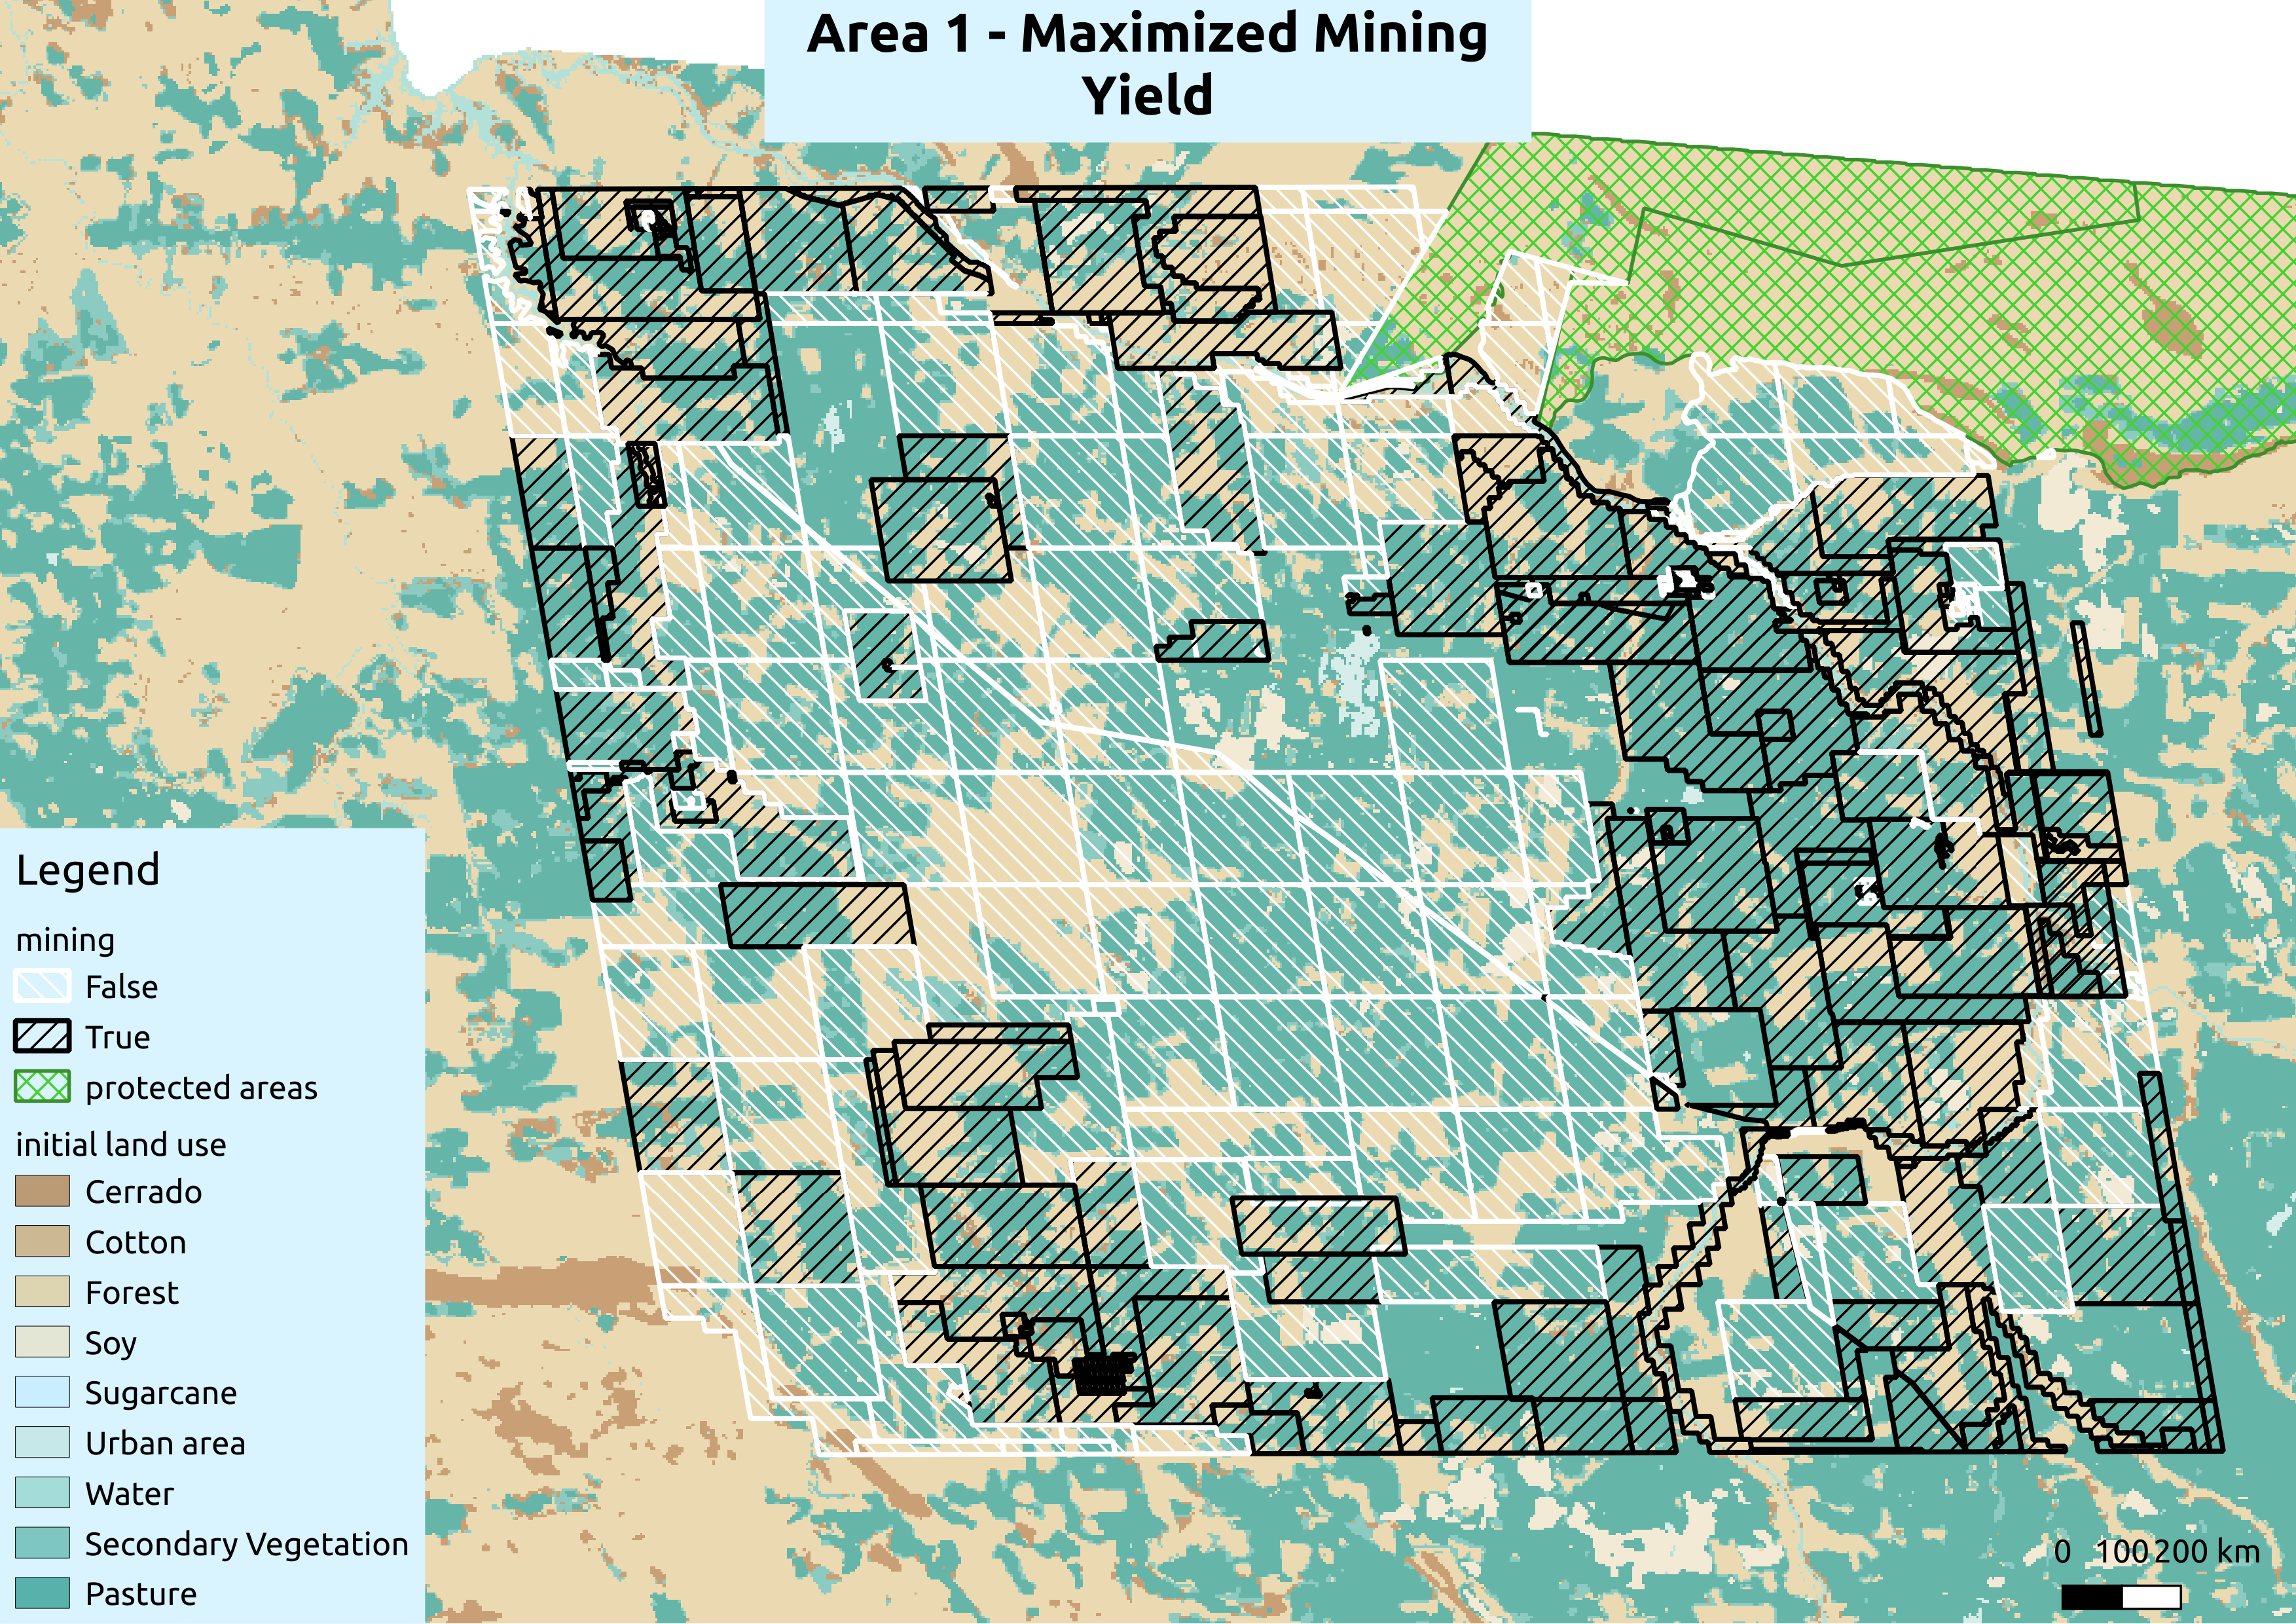 Area 1 - Maximized Mining
Yield
Legend
mining
False
True
protected areas
initial land use
Cerrado
Cotton
Forest
Soy
Sugarcane
Urban area
Water
Secondary Vegetation
Pasture
0 100 200 km